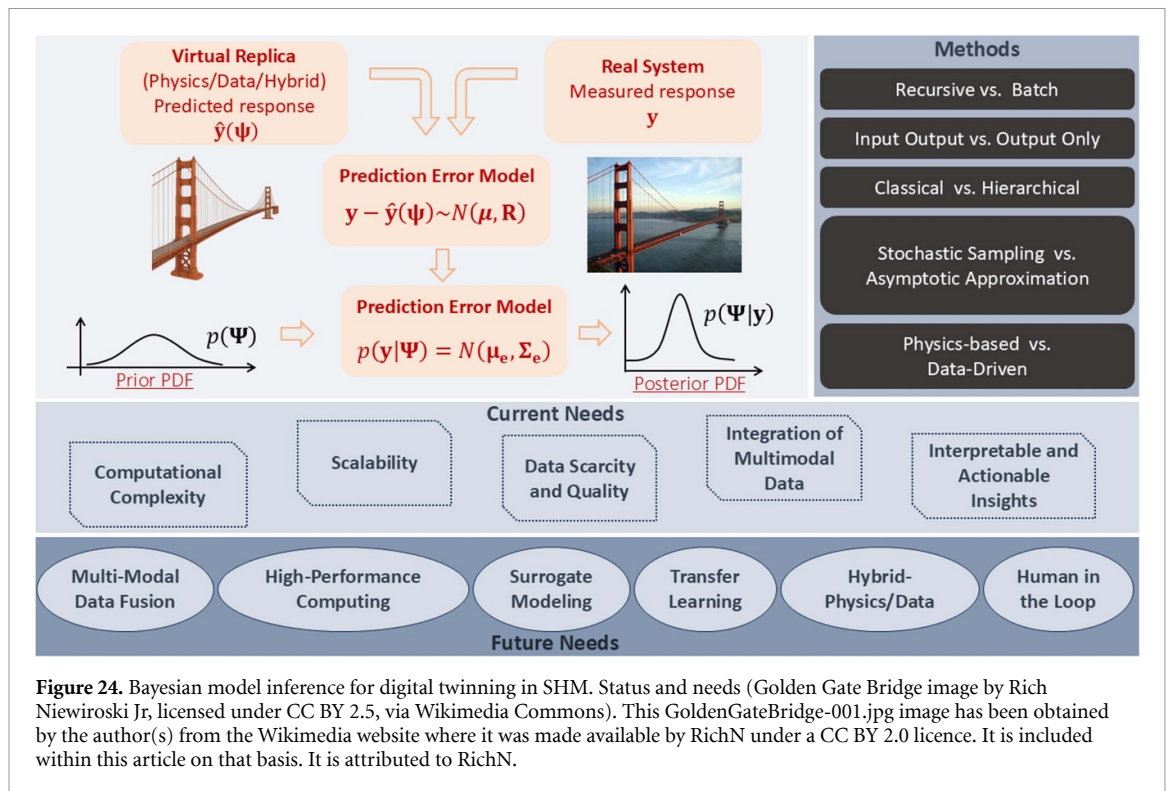 Virtual Replica
(Physics/Data/Hybrid)
Predicted response
ŷ(ψ)
Real System
Measured response
y
Prediction Error Model
y − ŷ(ψ)~N(μ, R)
Prediction Error Model
p(y|Ψ) = N(μₑ, Σₑ)
p(Ψ)
Prior PDF
p(Ψ|y)
Posterior PDF
Methods
Recursive vs. Batch
Input Output vs. Output Only
Classical vs. Hierarchical
Stochastic Sampling vs.
Asymptotic Approximation
Physics-based vs.
Data-Driven
Current Needs
Computational
Complexity
Scalability
Data Scarcity
and Quality
Integration of
Multimodal
Data
Interpretable and
Actionable
Insights
Multi-Modal
Data Fusion
High-Performance
Computing
Surrogate
Modeling
Transfer
Learning
Hybrid-
Physics/Data
Human in
the Loop
Future Needs
Figure 24. Bayesian model inference for digital twinning in SHM. Status and needs (Golden Gate Bridge image by Rich
Niewiroski Jr, licensed under CC BY 2.5, via Wikimedia Commons). This GoldenGateBridge-001.jpg image has been obtained
by the author(s) from the Wikimedia website where it was made available by RichN under a CC BY 2.0 licence. It is included
within this article on that basis. It is attributed to RichN.